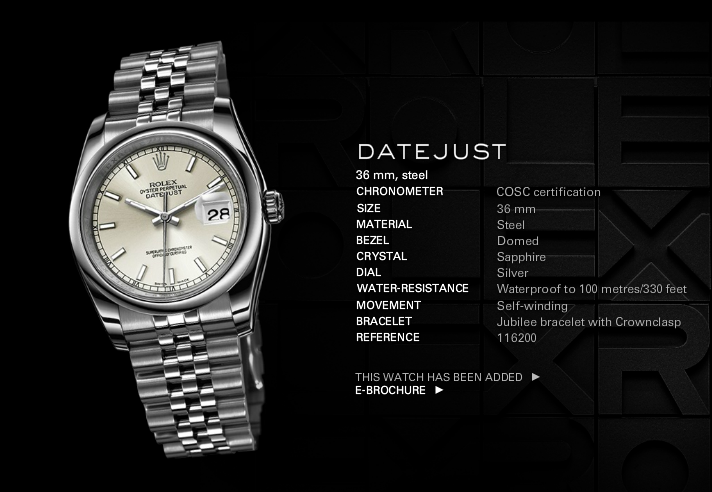 ROLEX
OYSTER PERPETUAL
DATEJUST
28
SUPERLATIVE CHRONOMETER
OFFICIALLY CERTIFIED
DATEJUST
36 mm, steel
CHRONOMETER COSC certification
SIZE 36 mm
MATERIAL Steel
BEZEL Domed
CRYSTAL Sapphire
DIAL Silver
WATER-RESISTANCE Waterproof to 100 metres/330 feet
MOVEMENT Self-winding
BRACELET Jubilee bracelet with Crownclasp
REFERENCE 116200
THIS WATCH HAS BEEN ADDED
E-BROCHURE